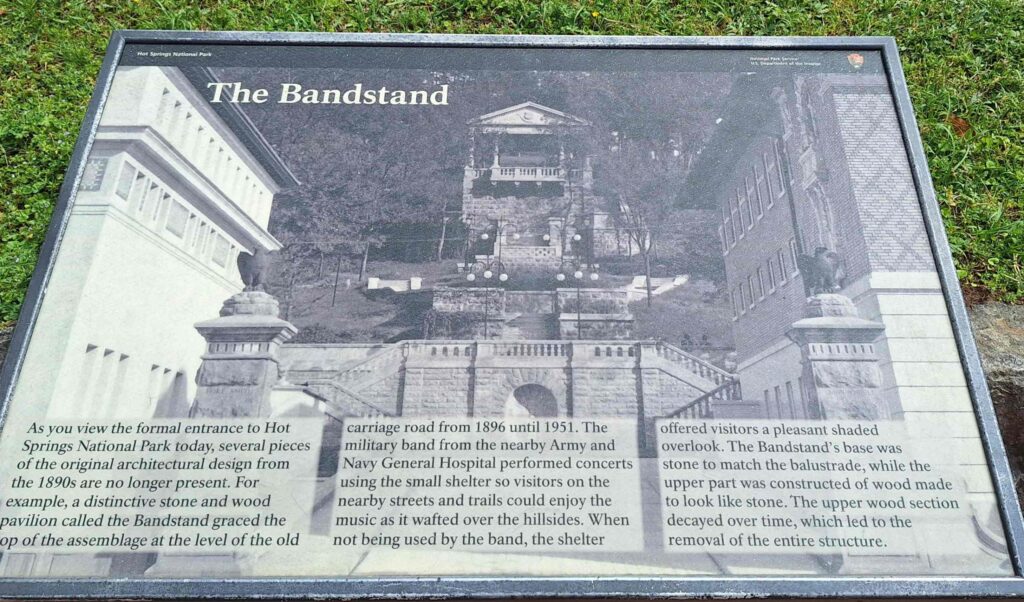 Hot Springs National Park
National Park Service
U.S. Department of the Interior
The Bandstand
As you view the formal entrance to Hot
Springs National Park today, several pieces
of the original architectural design from
the 1890s are no longer present. For
example, a distinctive stone and wood
pavilion called the Bandstand graced the
op of the assemblage at the level of the old
carriage road from 1896 until 1951. The
military band from the nearby Army and
Navy General Hospital performed concerts
using the small shelter so visitors on the
nearby streets and trails could enjoy the
music as it wafted over the hillsides. When
not being used by the band, the shelter
offered visitors a pleasant shaded
overlook. The Bandstand's base was
stone to match the balustrade, while the
upper part was constructed of wood made
to look like stone. The upper wood section
decayed over time, which led to the
removal of the entire structure.